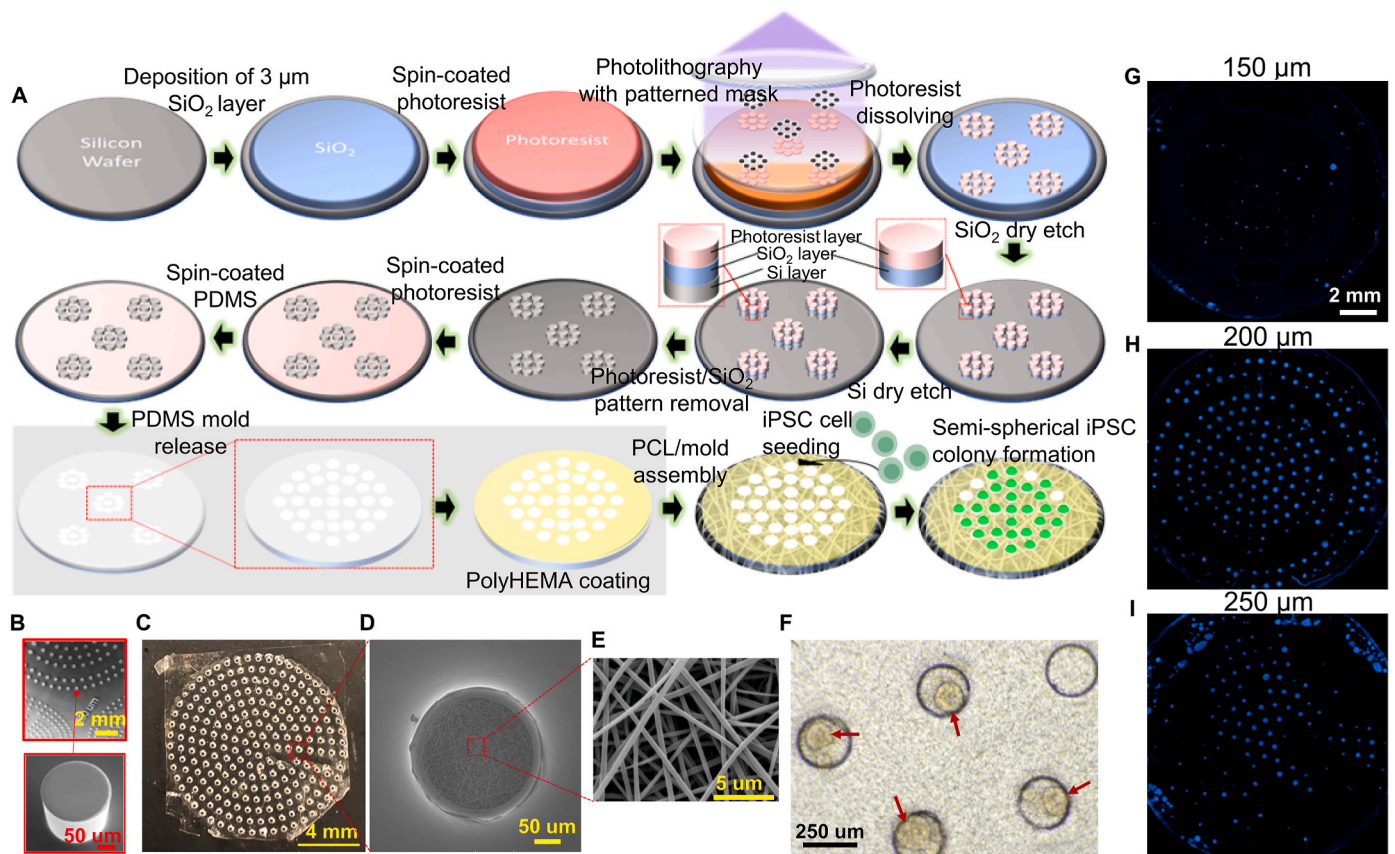 A
Deposition of 3 µm
SiO₂ layer
Spin-coated
photoresist
Photolithography
with patterned mask
Photoresist
dissolving
Silicon
Wafer
SiO₂
Photoresist
SiO₂ dry etch
Photoresist layer
SiO₂ layer
Si layer
Spin-coated
PDMS
Spin-coated
photoresist
Photoresist/SiO₂
pattern removal
Si dry etch
PDMS mold
release
PolyHEMA coating
PCL/mold
assembly
iPSC cell
seeding
Semi-spherical iPSC
colony formation
B
2 mm
50 um
C
4 mm
D
50 um
E
5 um
F
250 um
G
150 µm
2 mm
H
200 µm
I
250 µm